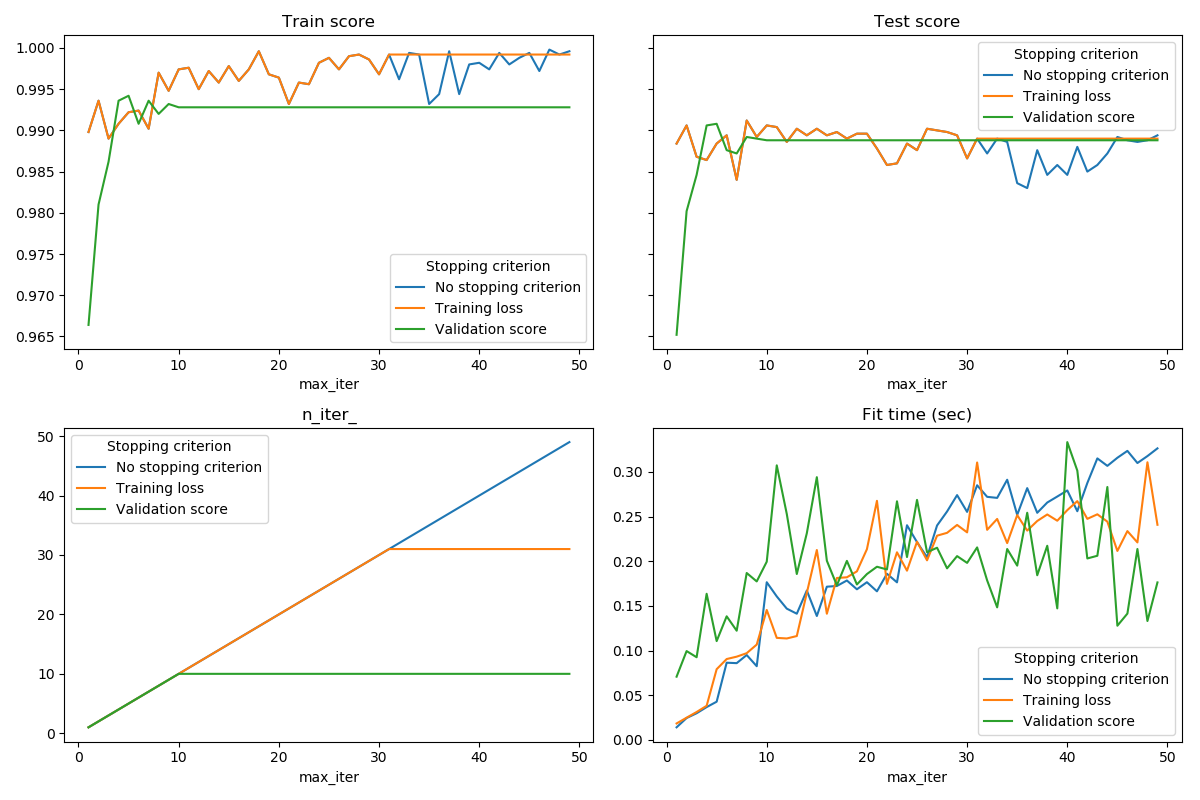 Train score
1.000
0.995
0.990
0.985
0.980
0.975
0.970
0.965
Stopping criterion
No stopping criterion
Training loss
Validation score
0 10 20 30 40 50
max_iter
Test score
Stopping criterion
No stopping criterion
Training loss
Validation score
0 10 20 30 40 50
max_iter
n_iter_
50
40
30
20
10
0
Stopping criterion
No stopping criterion
Training loss
Validation score
0 10 20 30 40 50
max_iter
Fit time (sec)
0.30
0.25
0.20
0.15
0.10
0.05
0.00
Stopping criterion
No stopping criterion
Training loss
Validation score
0 10 20 30 40 50
max_iter